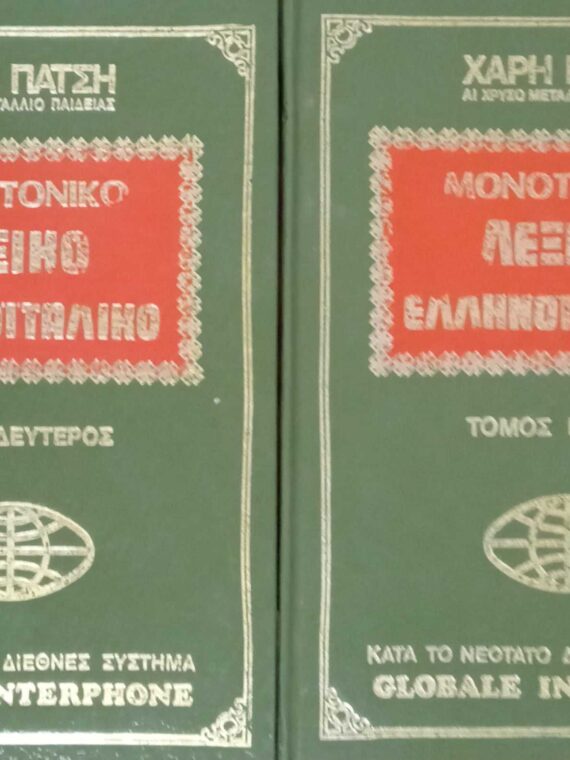 ΠΑΤΣΗ
ΤΑΛΛΙΟ ΠΑΙΔΕΙΑΣ
ΤΟΝΙΚΟ
ΞΙΚΟ
ΙΤΑΛΙΚΟ
ΔΕΥΤΕΡΟΣ
ΔΙΕΘΝΕΣ ΣΥΣΤΗΜΑ
NTERPHONE
ΧΑΡΗ
ΑΙ ΧΡΥΣΩ ΜΕΤΑΛ
ΜΟΝΟΤ
ΛΕΞΙ
ΕΛΛΗΝΟ
ΤΟΜΟΣ
ΚΑΤΑ ΤΟ ΝΕΟΤΑΤΟ Δ
GLOBALE IN